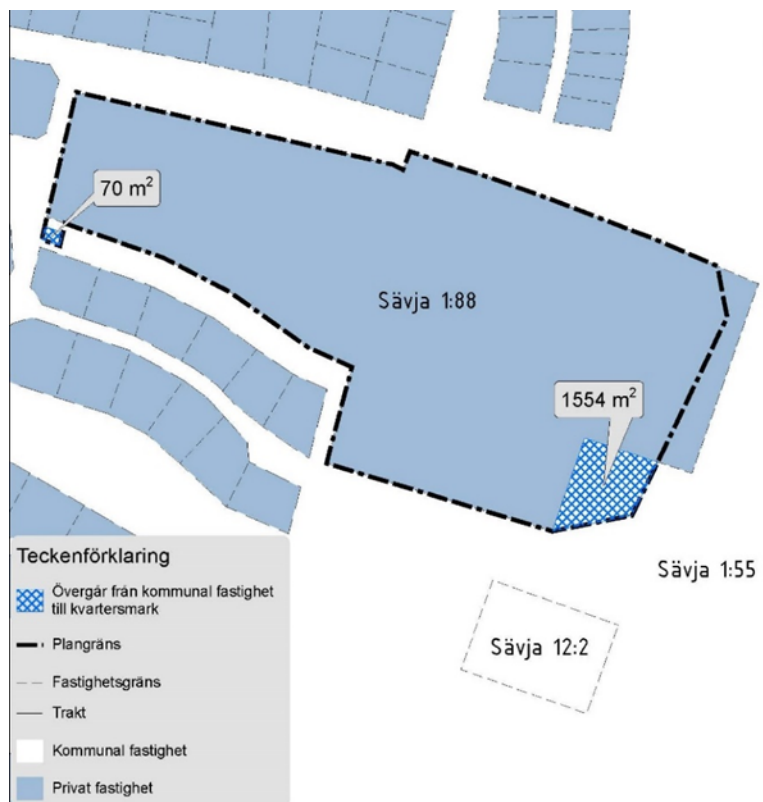 70 m²
Sävja 1:88
1554 m²
Sävja 1:55
Sävja 12:2
Teckenförklaring
Övergår från kommunal fastighet
till kvartersmark
Plangräns
Fastighetsgräns
Trakt
Kommunal fastighet
Privat fastighet